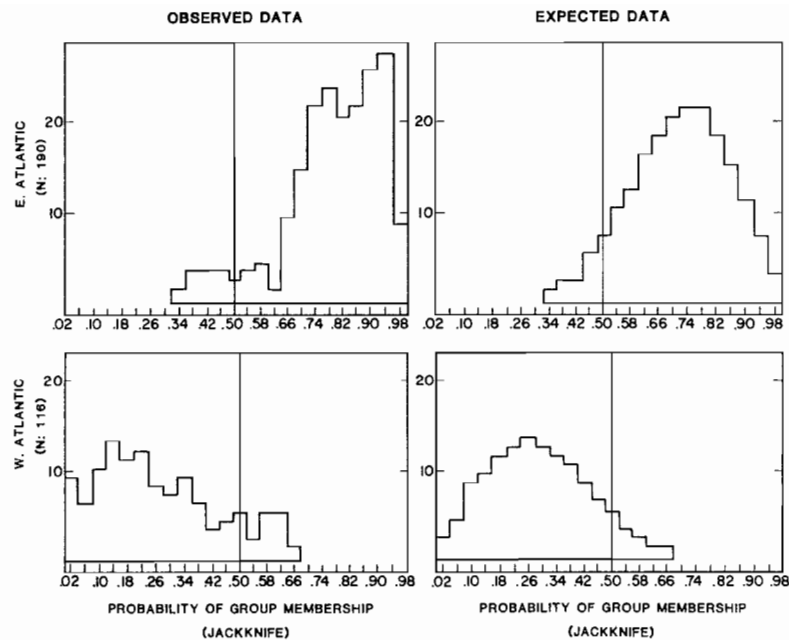 OBSERVED DATA
EXPECTED DATA
E. ATLANTIC
(N: 190)
20
10
.02 .10 .18 .26 .34 .42 .50 .58 .66 .74 .82 .90 .98
20
10
.02 .10 .18 .26 .34 .42 .50 .58 .66 .74 .82 .90 .98
W. ATLANTIC
(N: 116)
20
10
.02 .10 .18 .26 .34 .42 .50 .58 .66 .74 .82 .90 .98
20
10
.02 .10 .18 .26 .34 .42 .50 .58 .66 .74 .82 .90 .98
PROBABILITY OF GROUP MEMBERSHIP
(JACKKNIFE)
PROBABILITY OF GROUP MEMBERSHIP
(JACKKNIFE)